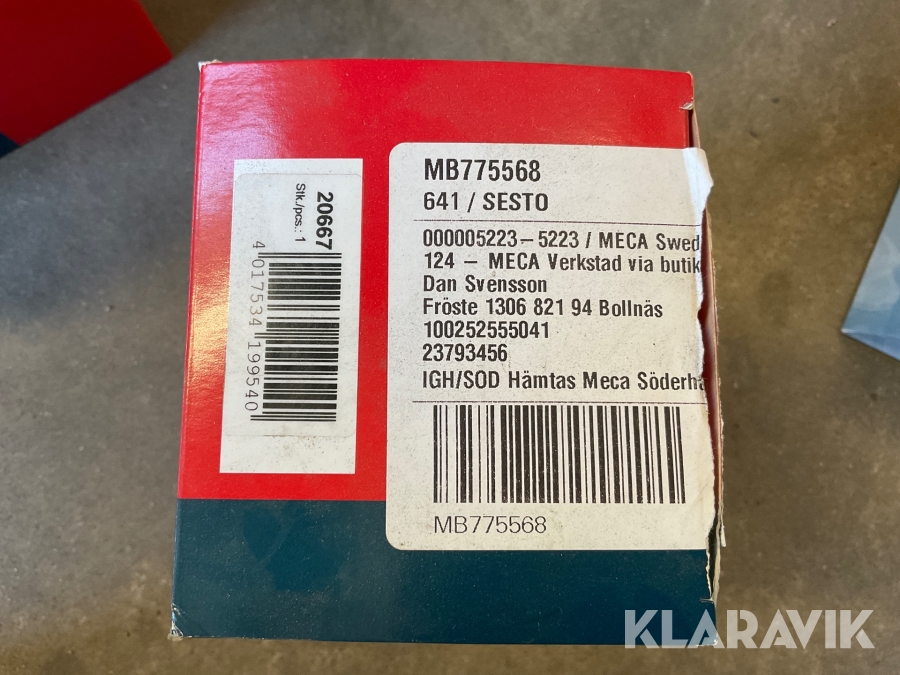 20667
Stk./pcs.: 1
4 017534 199540
MB775568
641 / SESTO
000005223-5223 / MECA Swed
124 - MECA Verkstad via butik
Dan Svensson
Fröste 1306 821 94 Bollnäs
100252555041
23793456
IGH/SOD Hämtas Meca Söderha
MB775568
KLARAVIK